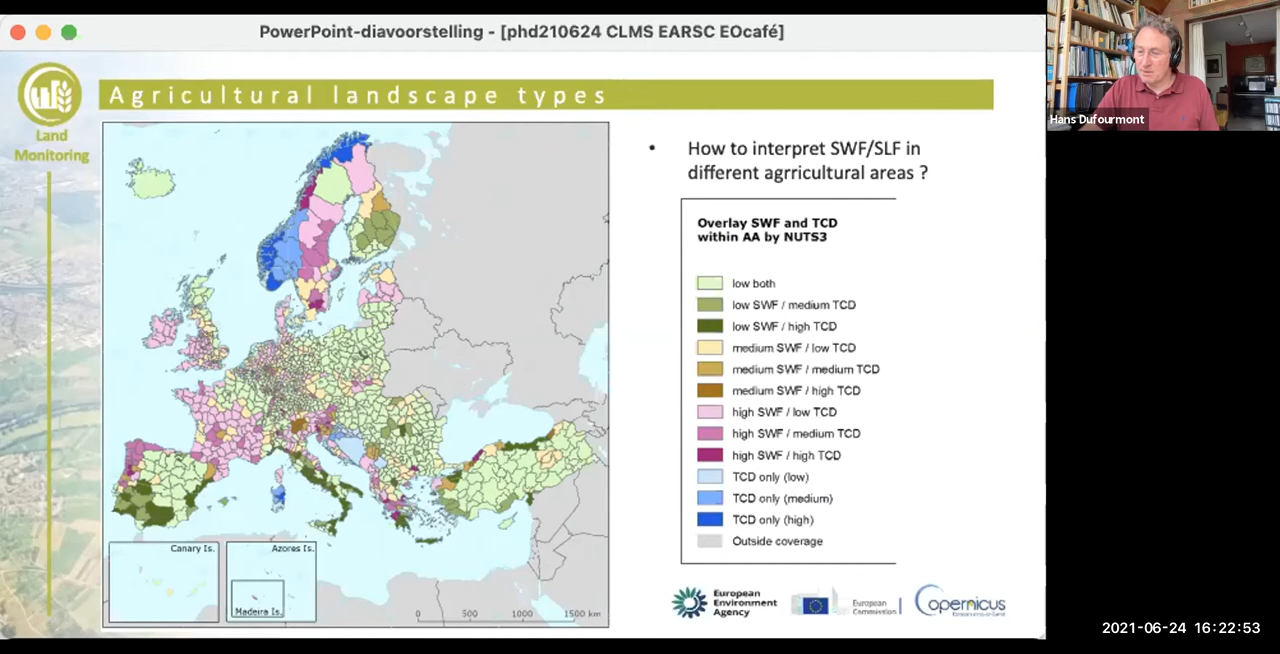 PowerPoint-diavoorstelling - [phd210624 CLMS EARSC EOcafé]
Hans Dufourmont
Land
Monitoring
Agricultural landscape types
• How to interpret SWF/SLF in
different agrricultural areas ?
Overlay SWF and TCD
within AA by NUTS3
low both
low SWF / medium TCD
low SWF / high TCD
medium SWF / low TCD
medium SWF / medium TCD
medium SWF / high TCD
high SWF / low TCD
high SWF / medium TCD
high SWF / high TCD
TCD only (low)
TCD only (medium)
TCD only (high)
Outside coverage
Canary Is.
Azores Is.
Madeira Is.
0 500 1000 1500 km
European
Environment
Agency
European
Commission
Copernicus
2021-06-24 16:22:53